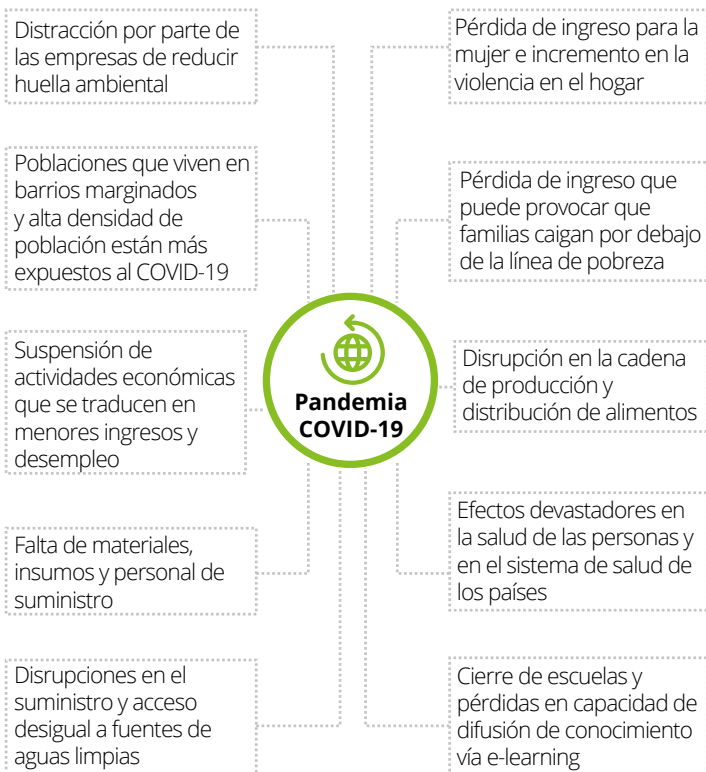 Distracción por parte de
las empresas de reducir
huella ambiental
Poblaciones que viven en
barrios marginados
y alta densidad de
población están más
expuestos al COVID-19
Suspensión de
actividades económicas
que se traducen en
menores ingresos y
desempleo
Falta de materiales,
insumos y personal de
suministro
Disrupciones en el
suministro y acceso
desigual a fuentes de
aguas limpias
Pandemia
COVID-19
Pérdida de ingreso para la
mujer e incremento en la
violencia en el hogar
Pérdida de ingreso que
puede provocar que
familias caigan por debajo
de la línea de pobreza
Disrupción en la cadena
de producción y
distribución de alimentos
Efectos devastadores en
la salud de las personas y
en el sistema de salud de
los países
Cierre de escuelas y
pérdidas en capacidad de
difusión de conocimiento
vía e-learning